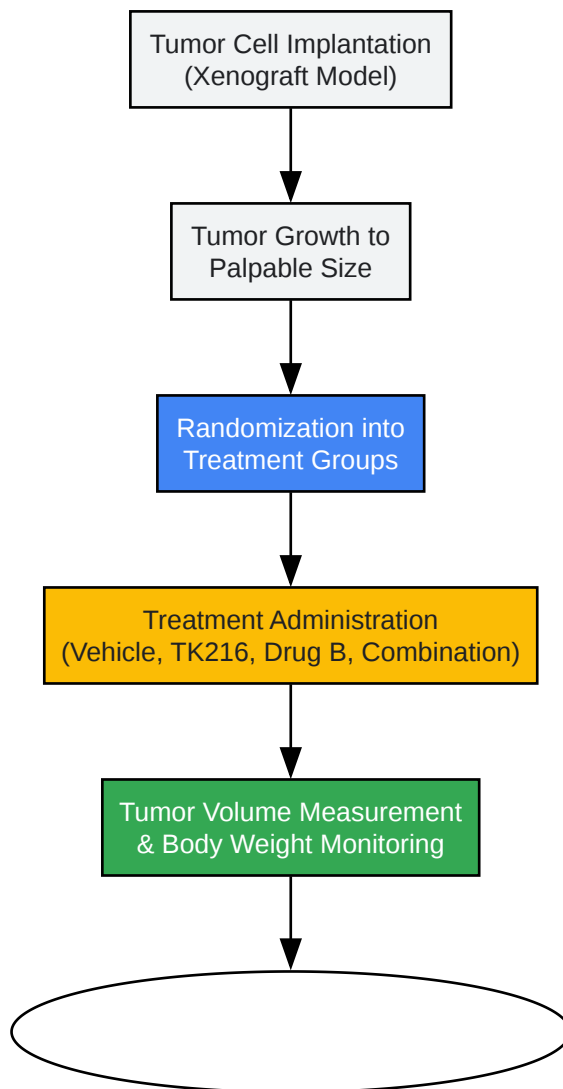 Tumor Cell Implantation
(Xenograft Model)
Tumor Growth to
Palpable Size
Randomization into
Treatment Groups
Treatment Administration
(Vehicle, TK216, Drug B, Combination)
Tumor Volume Measurement
& Body Weight Monitoring